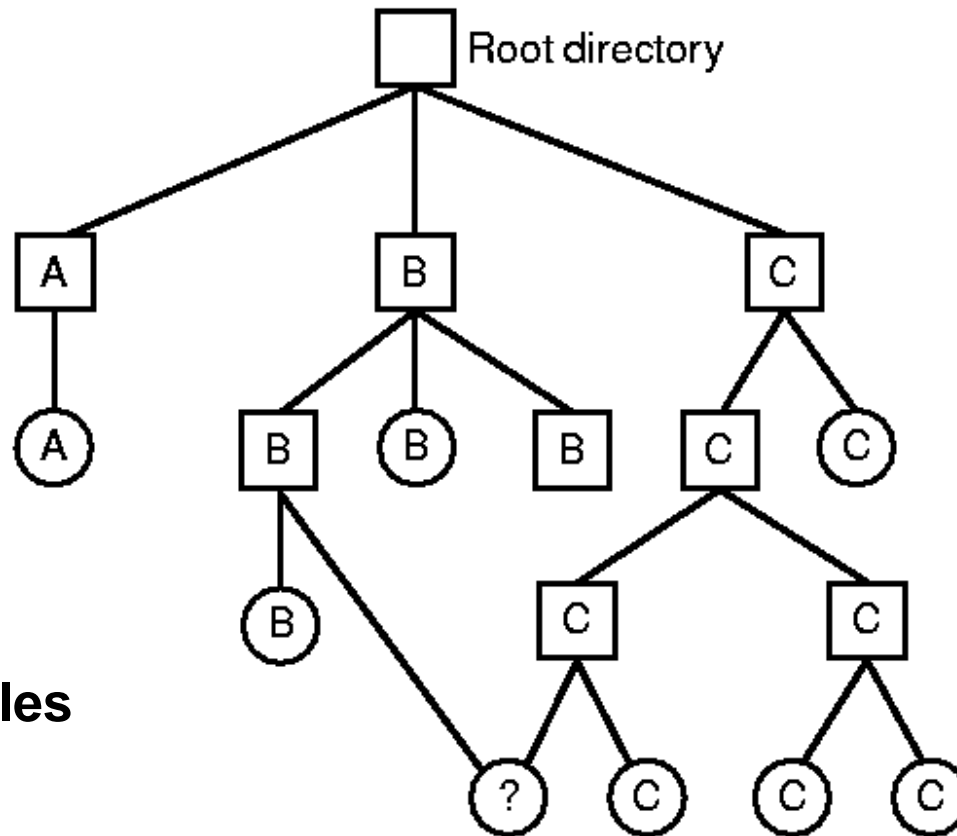 Root directory
A B C
A B B B C C
B C C
les
? C C C